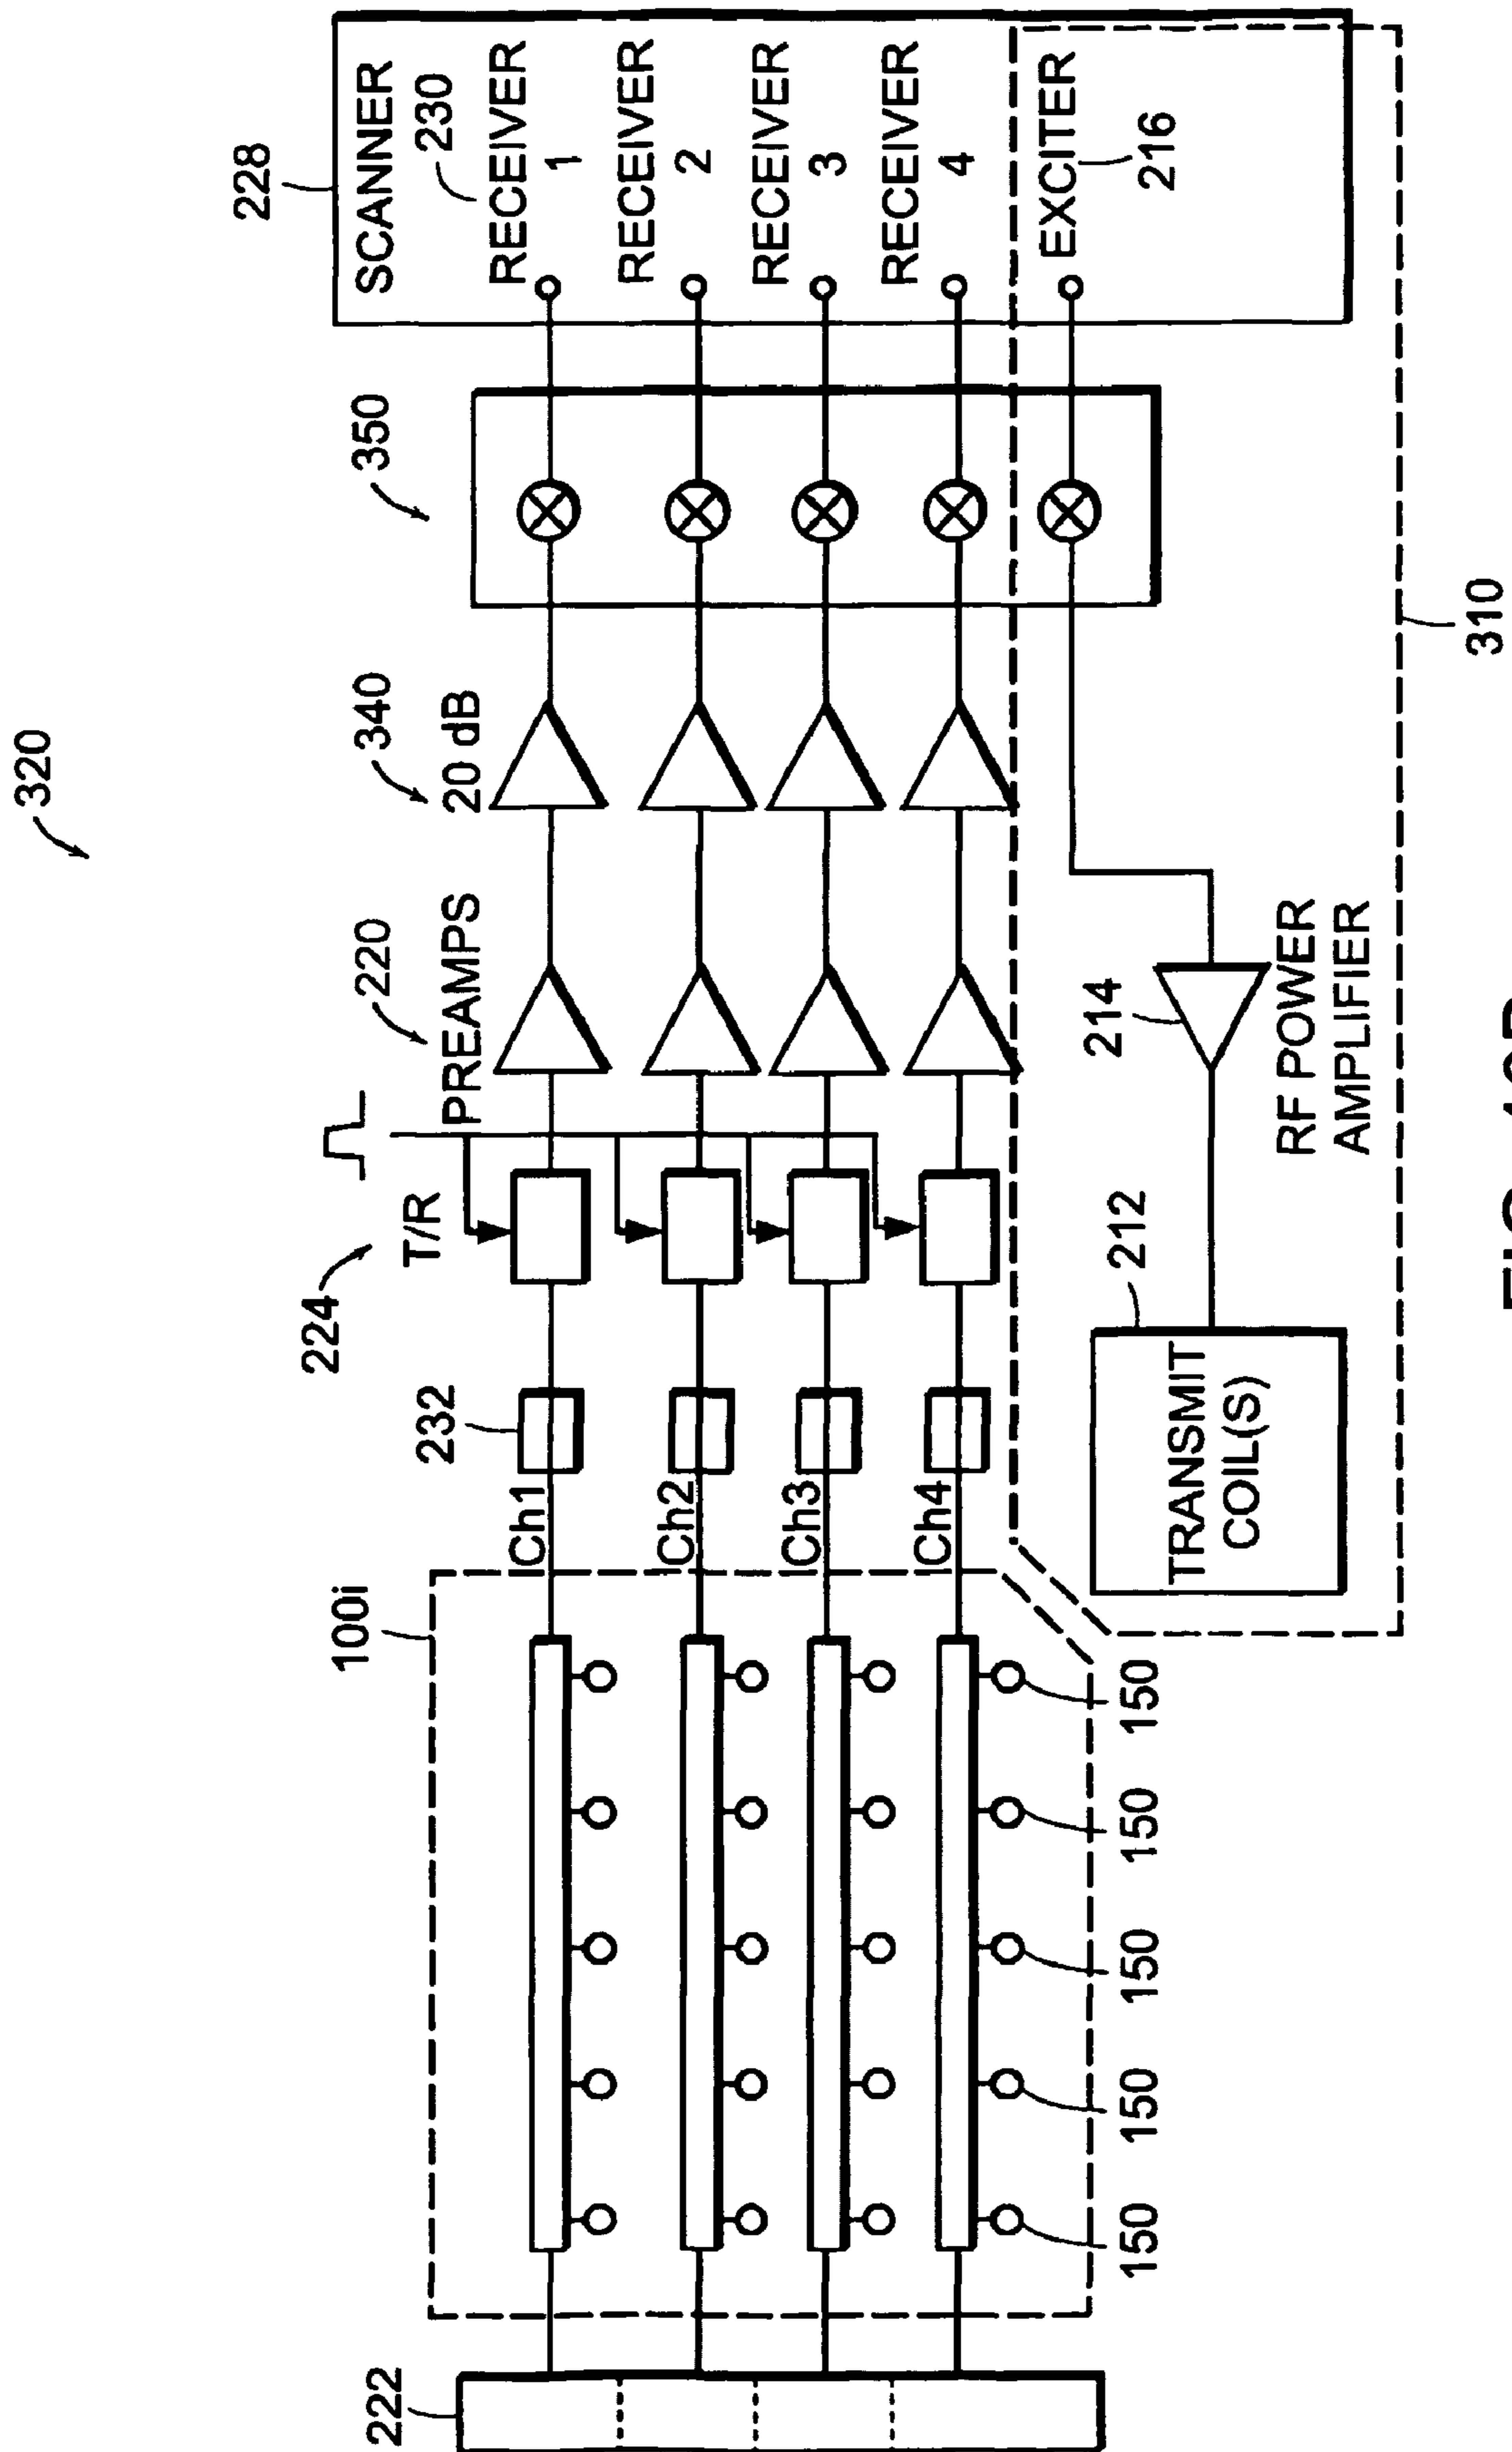 320
228
SCANNER
230
RECEIVER
1
RECEIVER
2
RECEIVER
3
RECEIVER
4
EXCITER
216
350
340
20 dB
220
PREAMPS
224
T/R
232
Ch1
Ch2
Ch3
Ch4
100i
222
150
150
150
150
150
212
TRANSMIT
COIL(S)
214
RF POWER
AMPLIFIER
310